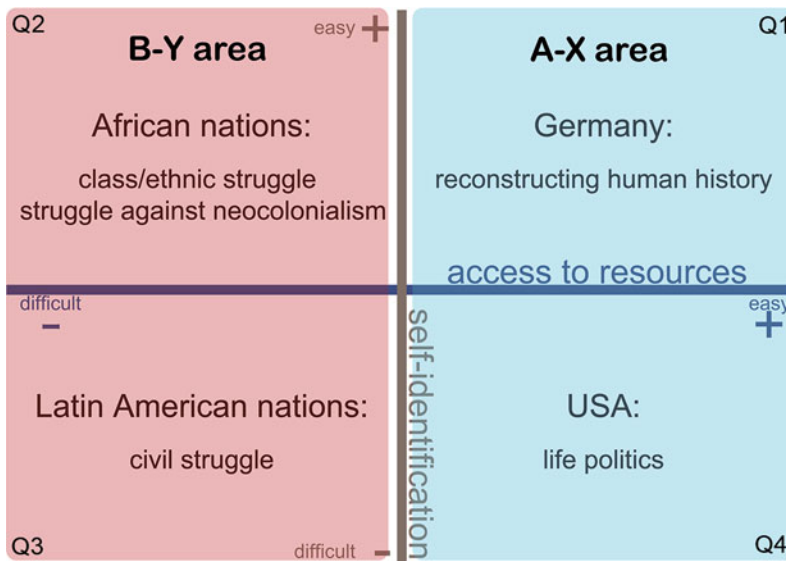 Q2
easy +
B-Y area
African nations:
class/ethnic struggle
struggle against neocolonialism
Q1
A-X area
Germany:
reconstructing human history
access to resources
difficult
-
easy
+
self-identification
Latin American nations:
civil struggle
Q3
difficult -
USA:
life politics
Q4